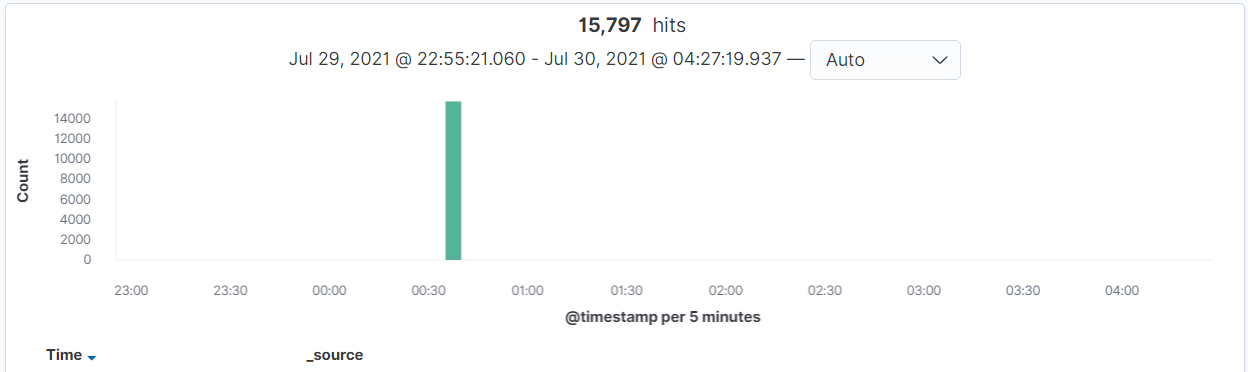 15,797 hits
Jul 29, 2021 @ 22:55:21.060 - Jul 30, 2021 @ 04:27:19.937 — Auto
14000
12000
10000
8000
6000
4000
2000
0
Count
23:00 23:30 00:00 00:30 01:00 01:30 02:00 02:30 03:00 03:30 04:00
@timestamp per 5 minutes
Time _source